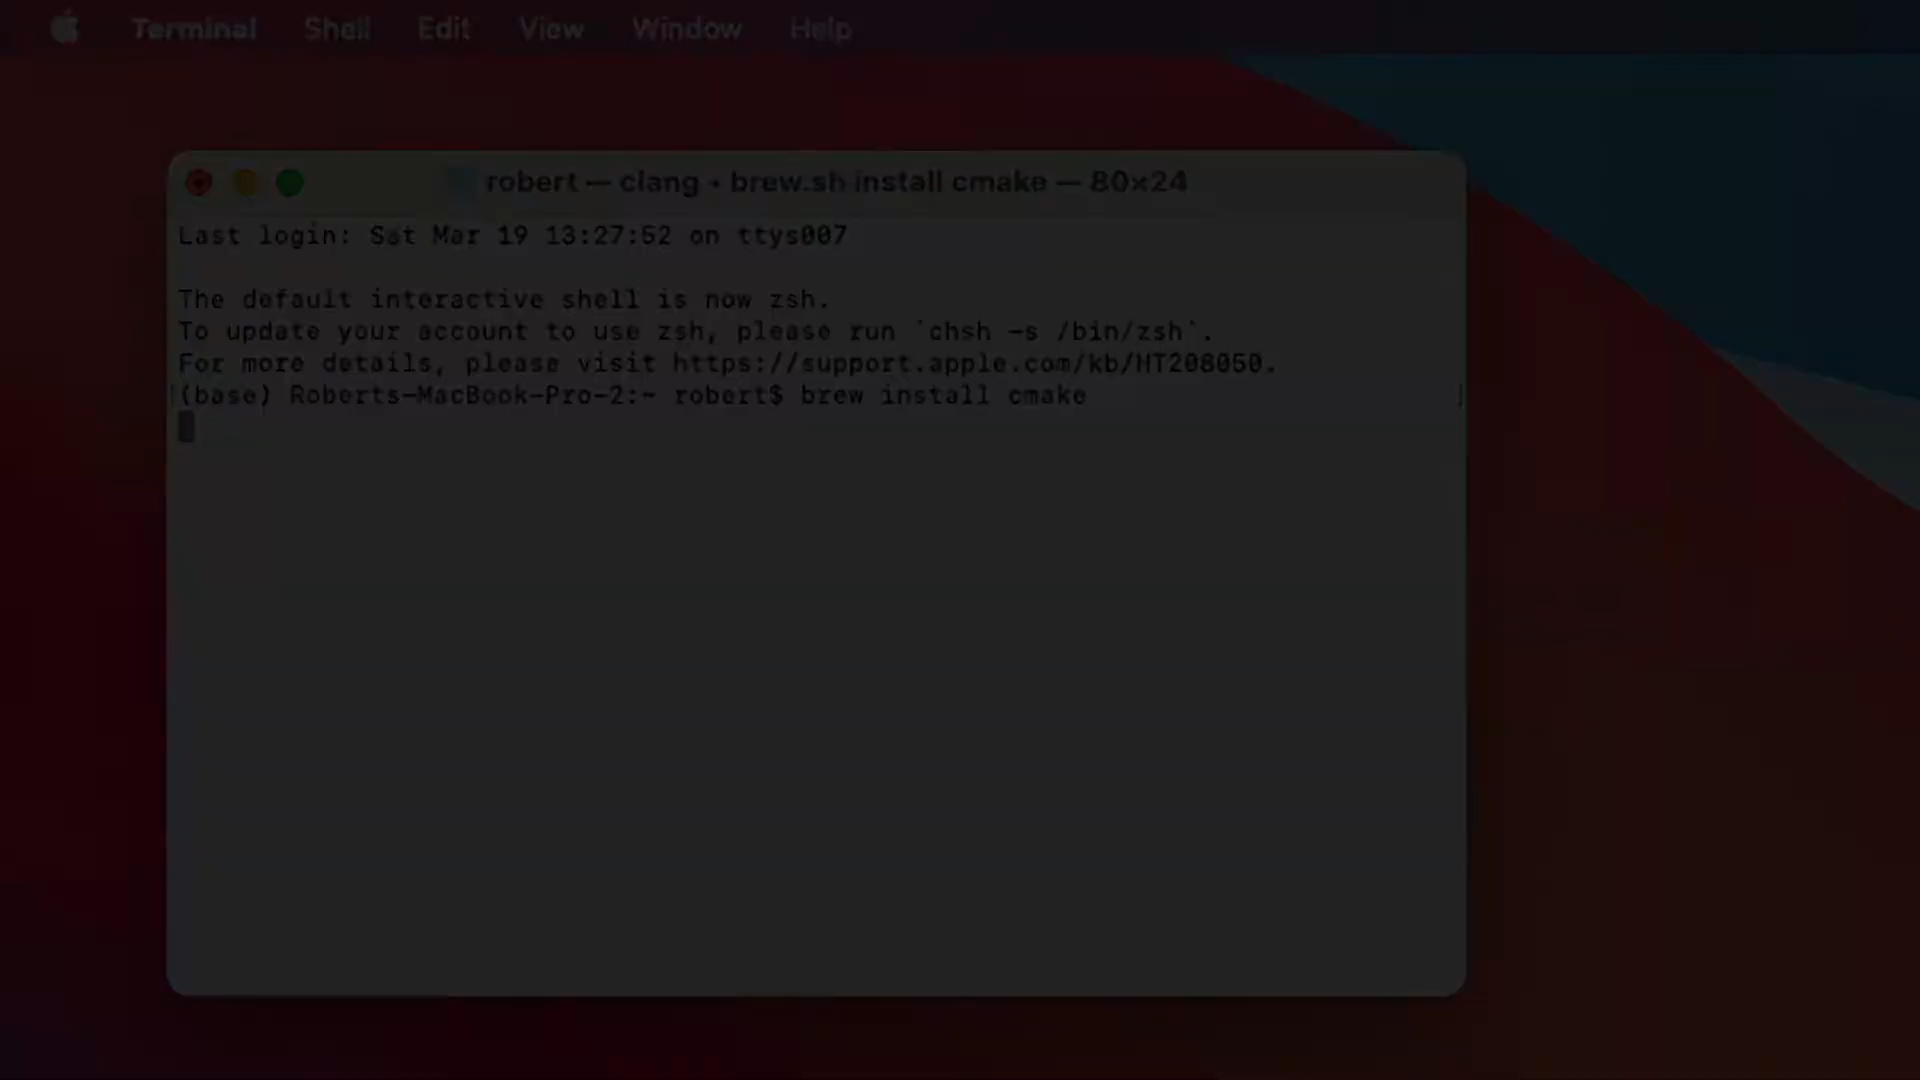 Terminal Shell Edit View Window Help
robert — clang • brew.sh install cmake — 80×24
Last login: Sat Mar 19 13:27:52 on ttys007
The default interactive shell is now zsh.
To update your account to use zsh, please run `chsh -s /bin/zsh`.
For more details, please visit https://support.apple.com/kb/HT208050.
[(base) Roberts-MacBook-Pro-2:~ robert$ brew install cmake ]